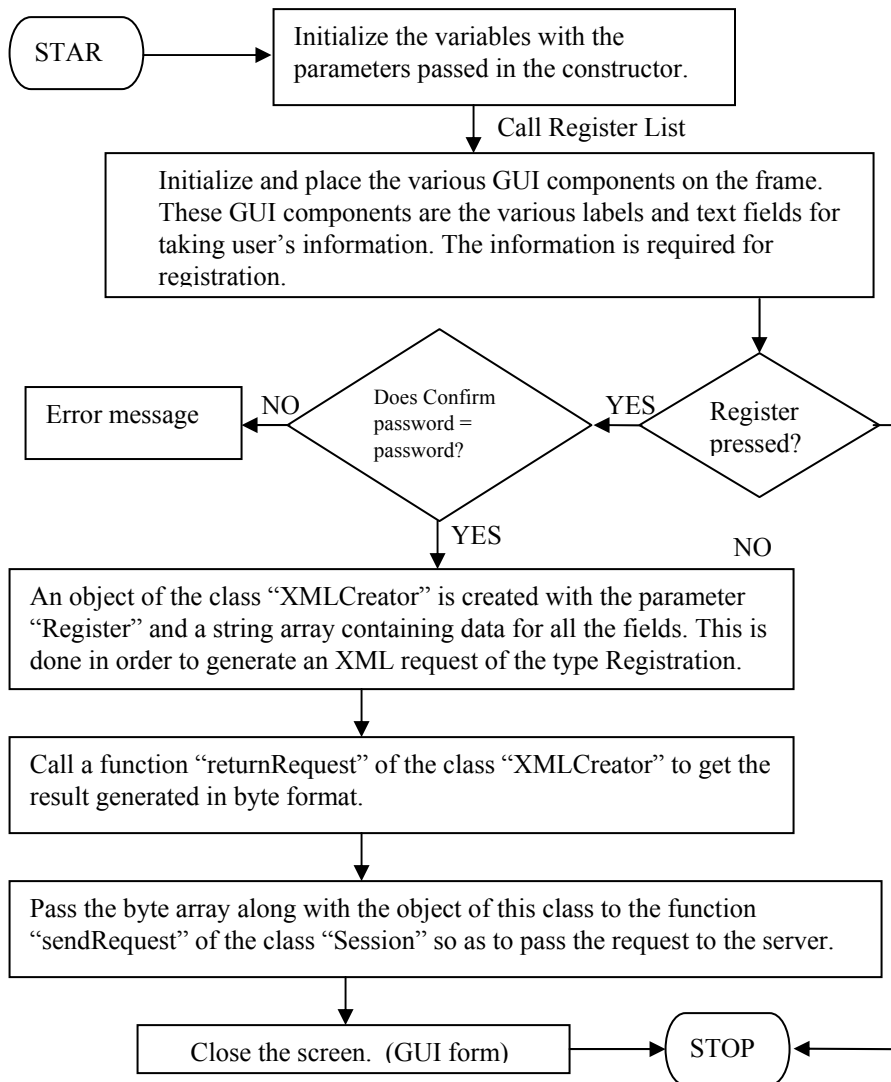 STAR
Initialize the variables with the
parameters passed in the constructor.
Call Register List
Initialize and place the various GUI components on the frame.
These GUI components are the various labels and text fields for
taking user’s information. The information is required for
registration.
Error message
NO
Does Confirm
password =
password?
YES
Register
pressed?
YES
NO
An object of the class “XMLCreator” is created with the parameter
“Register” and a string array containing data for all the fields. This is
done in order to generate an XML request of the type Registration.
Call a function “returnRequest” of the class “XMLCreator” to get the
result generated in byte format.
Pass the byte array along with the object of this class to the function
“sendRequest” of the class “Session” so as to pass the request to the server.
Close the screen. (GUI form)
STOP